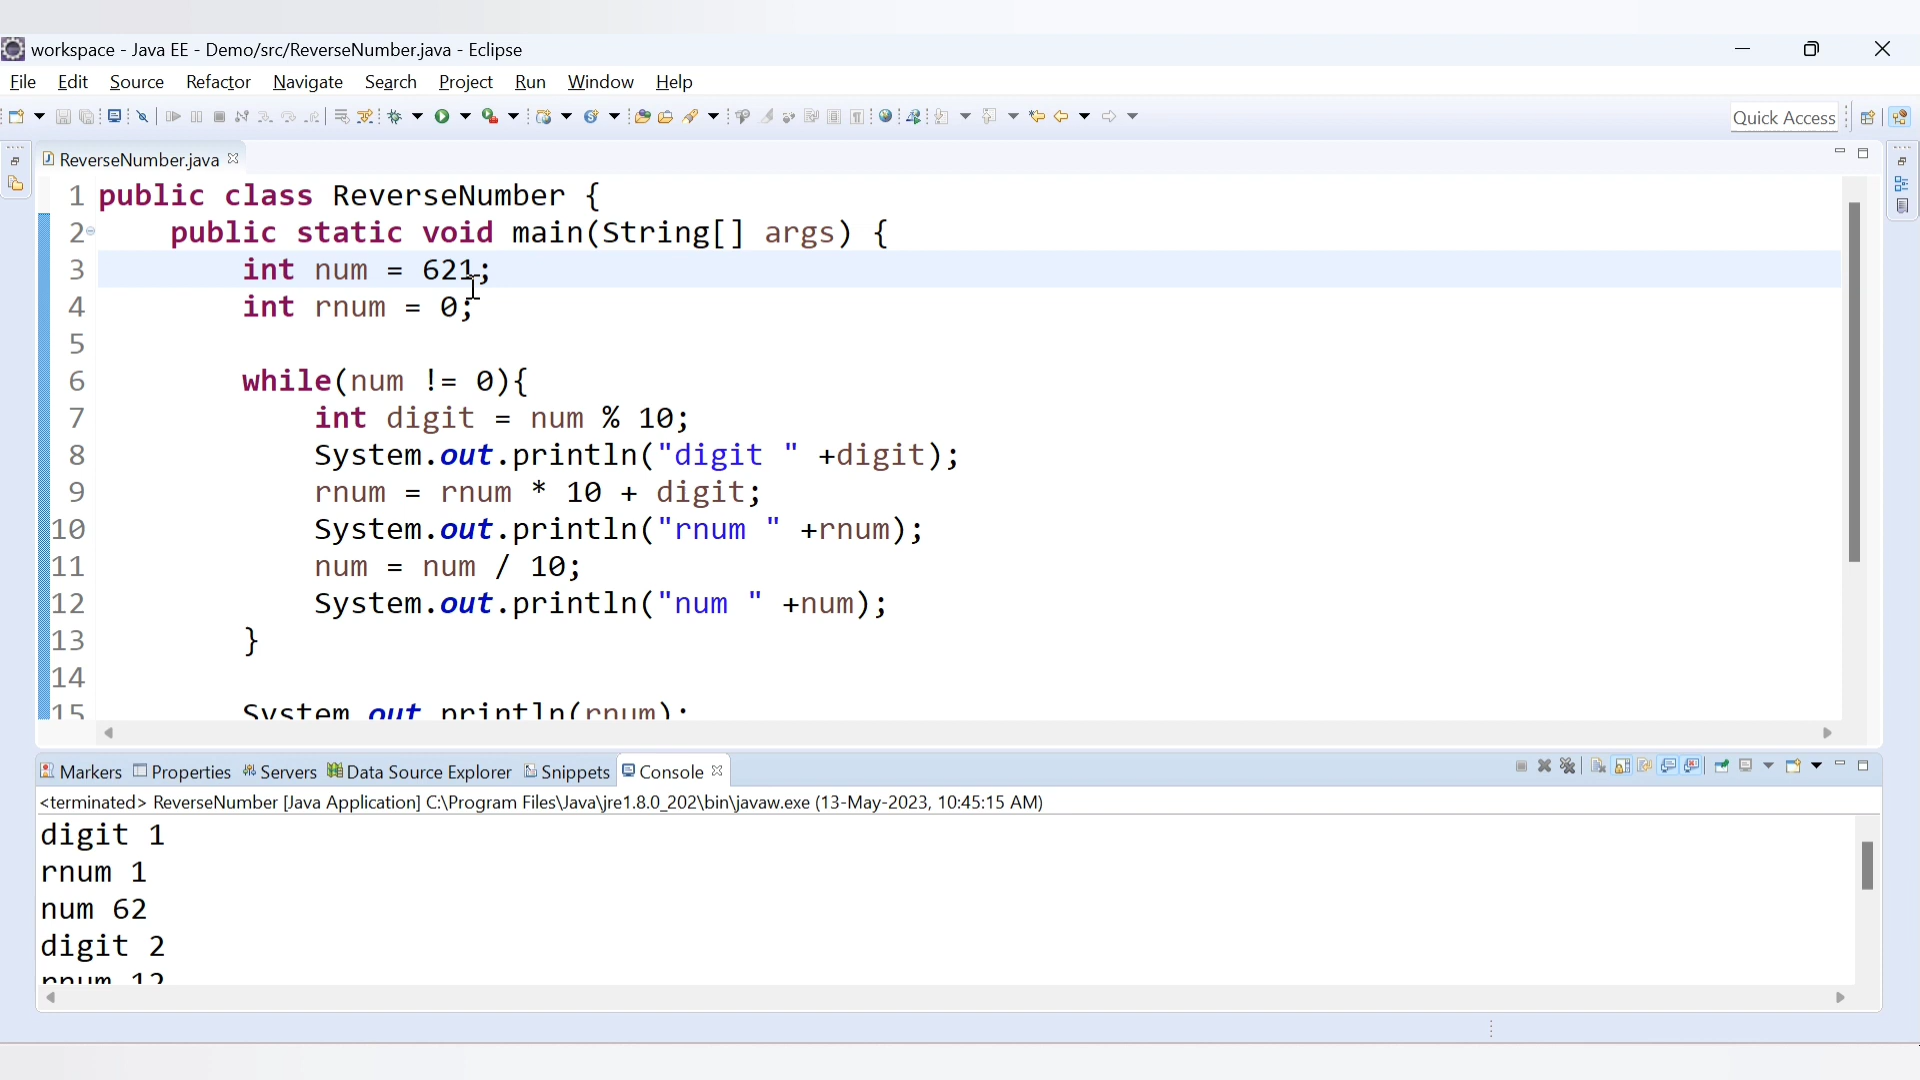 workspace - Java EE - Demo/src/ReverseNumber.java - Eclipse
File Edit Source Refactor Navigate Search Project Run Window Help
Quick Access
ReverseNumber.java
1 public class ReverseNumber {
2 public static void main(String[] args) {
3 int num = 621;
4 int rnum = 0;
5
6 while(num != 0){
7 int digit = num % 10;
8 System.out.println("digit " +digit);
9 rnum = rnum * 10 + digit;
10 System.out.println("rnum " +rnum);
11 num = num / 10;
12 System.out.println("num " +num);
13 }
14
15 System.out.println(rnum);
Markers Properties Servers Data Source Explorer Snippets Console
<terminated> ReverseNumber [Java Application] C:\Program Files\Java\jre1.8.0_202\bin\javaw.exe (13-May-2023, 10:45:15 AM)
digit 1
rnum 1
num 62
digit 2
rnum 12